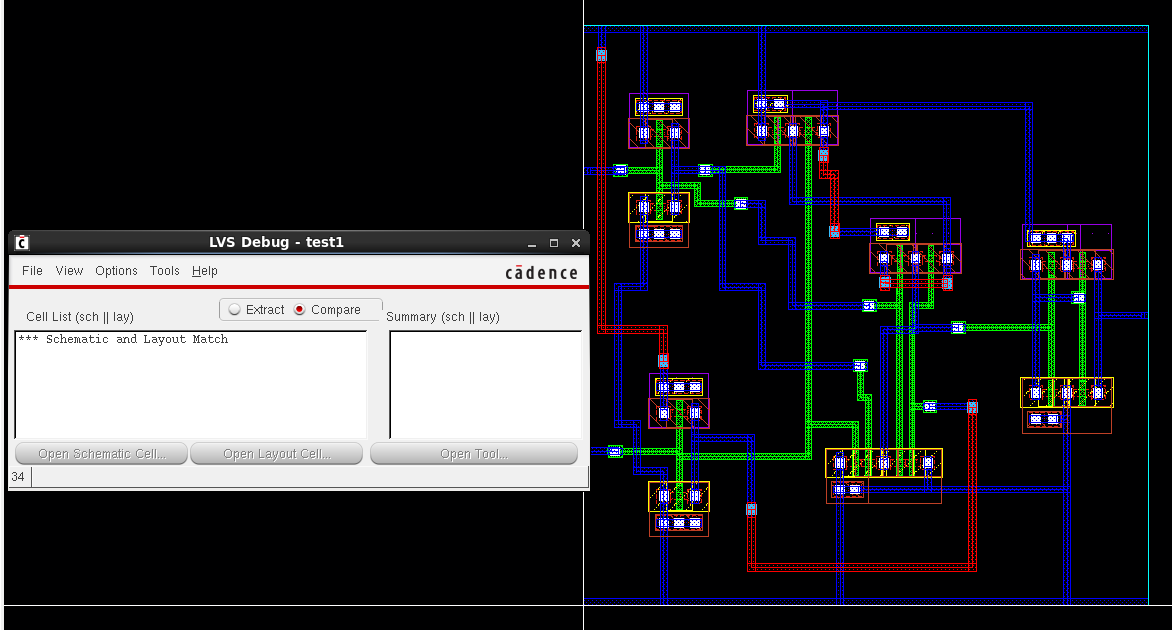 LVS Debug - test1
File View Options Tools Help
cādence
Extract Compare
Cell List (sch || lay)
Summary (sch || lay)
*** Schematic and Layout Match
Open Schematic Cell...
Open Layout Cell...
Open Tool...
34